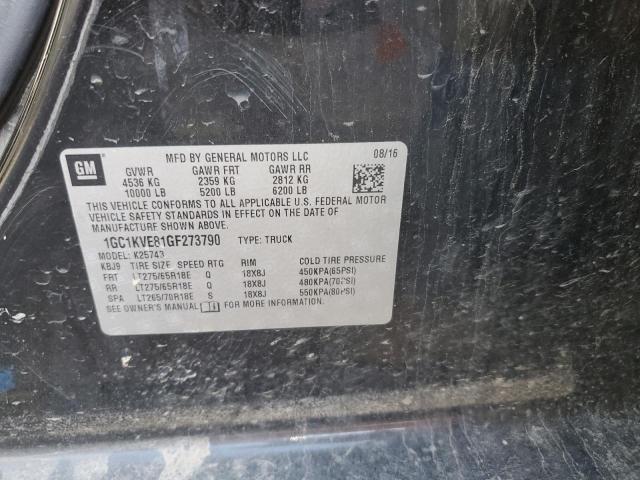 GM
MFD BY GENERAL MOTORS LLC 08/16
GVWR GAWR FRT GAWR RR
4536 KG 2359 KG 2812 KG
10000 LB 5200 LB 6200 LB
THIS VEHICLE CONFORMS TO ALL APPLICABLE U.S. FEDERAL MOTOR
VEHICLE SAFETY STANDARDS IN EFFECT ON THE DATE OF
MANUFACTURE SHOWN ABOVE.
1GC1KVE81GF273790 TYPE: TRUCK
MODEL: K25743
KBJ9 TIRE SIZE SPEED RTG RIM COLD TIRE PRESSURE
FRT LT275/65R18E Q 18X8J 450KPA(65PSI)
RR LT275/65R18E Q 18X8J 480KPA(70PSI)
SPA LT265/70R18E S 18X8J 550KPA(80PSI)
SEE OWNER'S MANUAL FOR MORE INFORMATION.